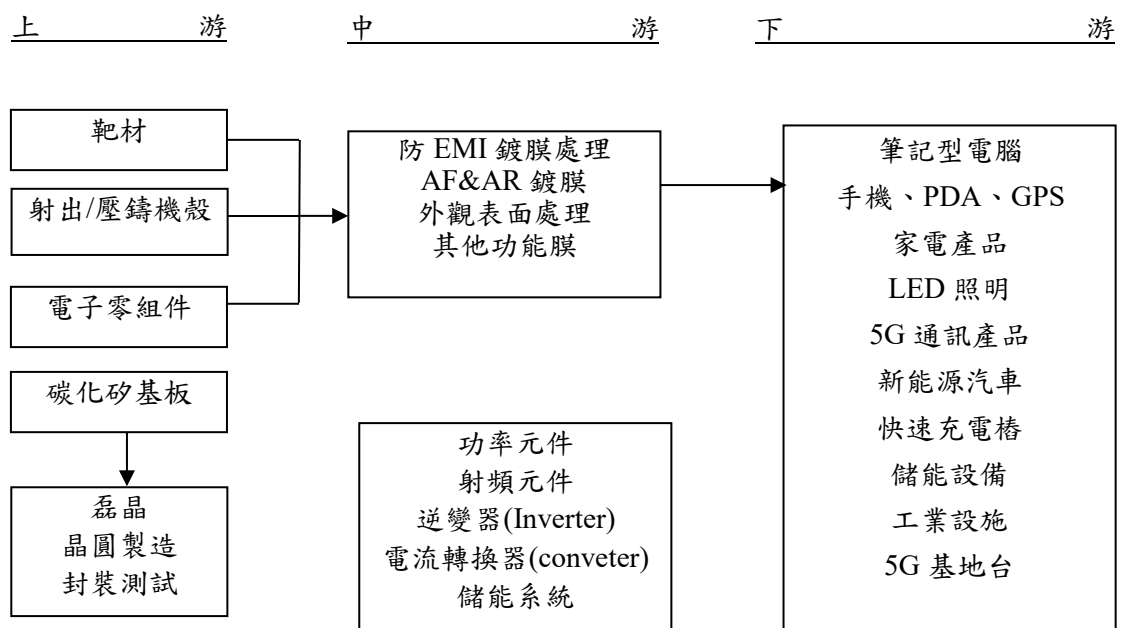 上游
中游
下游
靶材
射出/壓鑄機殼
電子零組件
碳化矽基板
磊晶
晶圓製造
封裝測試
防 EMI 鍍膜處理
AF&AR 鍍膜
外觀表面處理
其他功能膜
功率元件
射頻元件
逆變器(Inverter)
電流轉換器(conveter)
儲能系統
筆記型電腦
手機、PDA、GPS
家電產品
LED 照明
5G 通訊產品
新能源汽車
快速充電樁
儲能設備
工業設施
5G 基地台